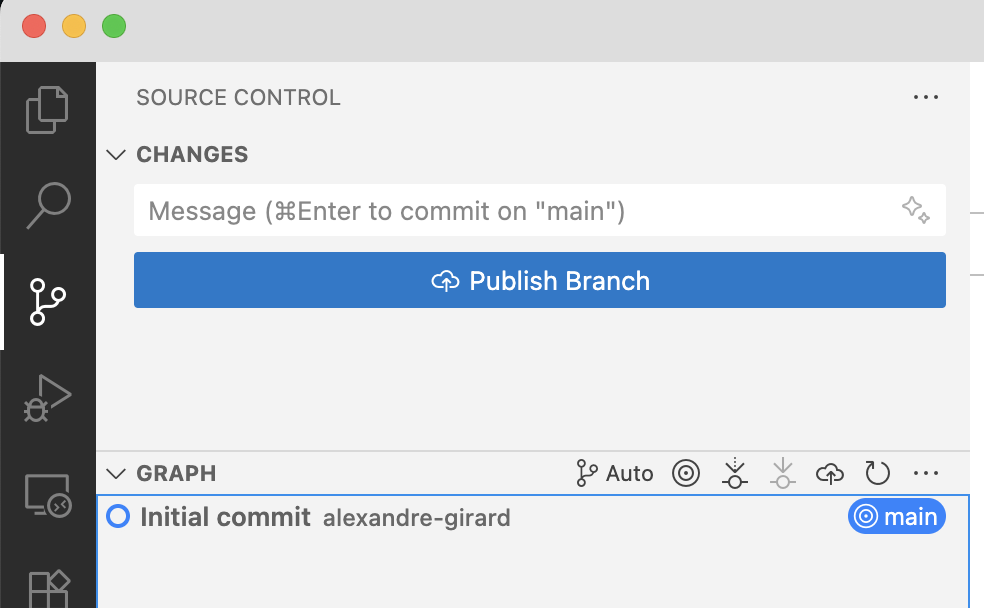 SOURCE CONTROL
CHANGES
Message (⌘Enter to commit on "main")
Publish Branch
GRAPH
Auto
Initial commit alexandre-girard
main